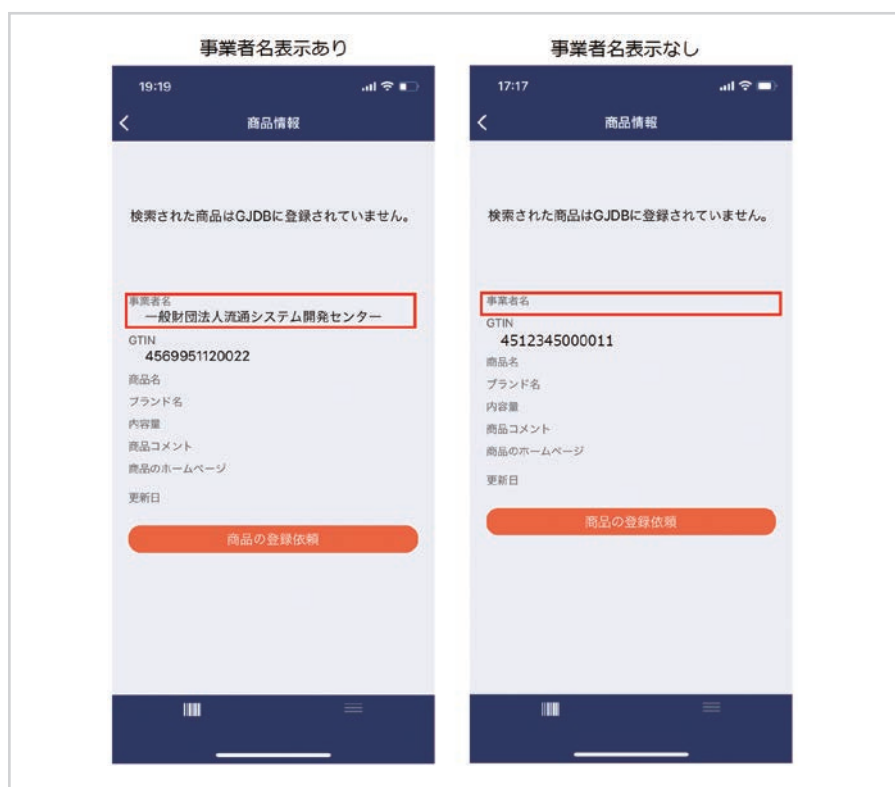 事業者名表示あり
19:19
商品情報
検索された商品はGJDBに登録されていません。
事業者名
一般財団法人流通システム開発センター
GTIN
4569951120022
商品名
ブランド名
内容量
商品コメント
商品のホームページ
更新日
商品の登録依頼
事業者名表示なし
17:17
商品情報
検索された商品はGJDBに登録されていません。
事業者名
GTIN
4512345000011
商品名
ブランド名
内容量
商品コメント
商品のホームページ
更新日
商品の登録依頼